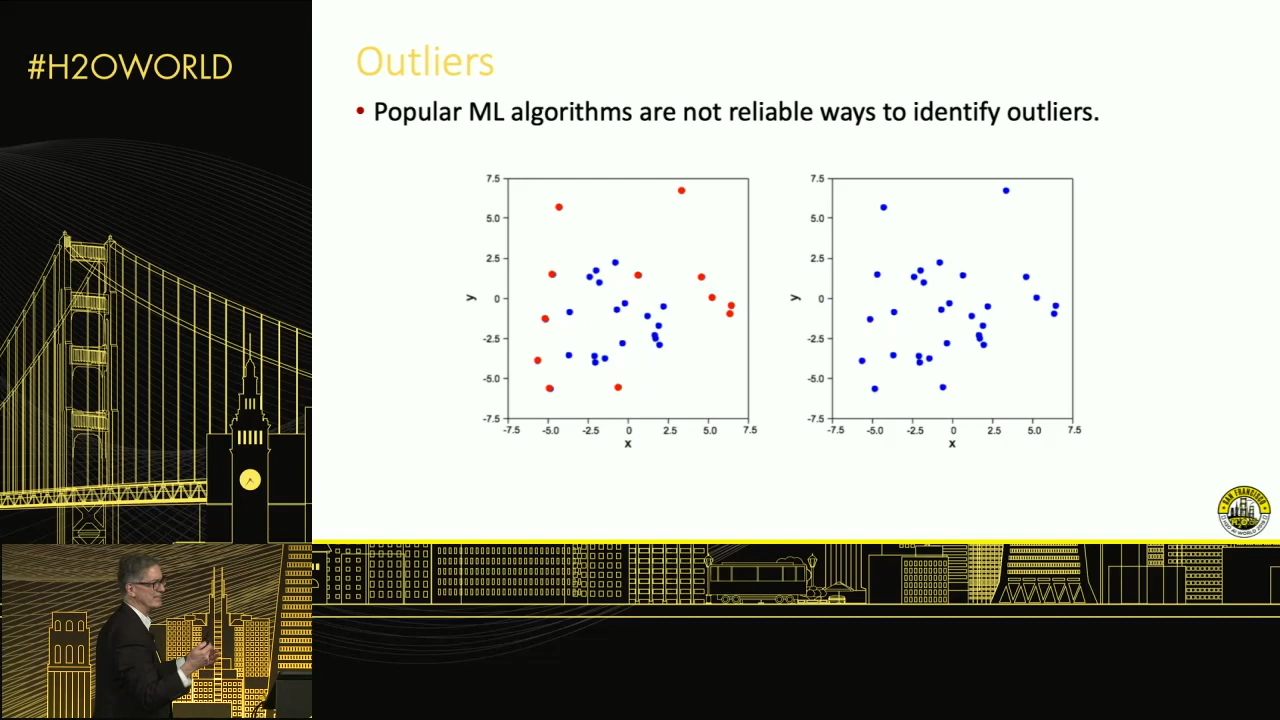 #H2OWORLD
Outliers
• Popular ML algorithms are not reliable ways to identify outliers.
7.5
5.0
2.5
0
-2.5
-5.0
-7.5
y
-7.5 -5.0 -2.5 0 2.5 5.0 7.5
x
7.5
5.0
2.5
0
-2.5
-5.0
-7.5
y
-7.5 -5.0 -2.5 0 2.5 5.0 7.5
x
SAN FRANCISCO